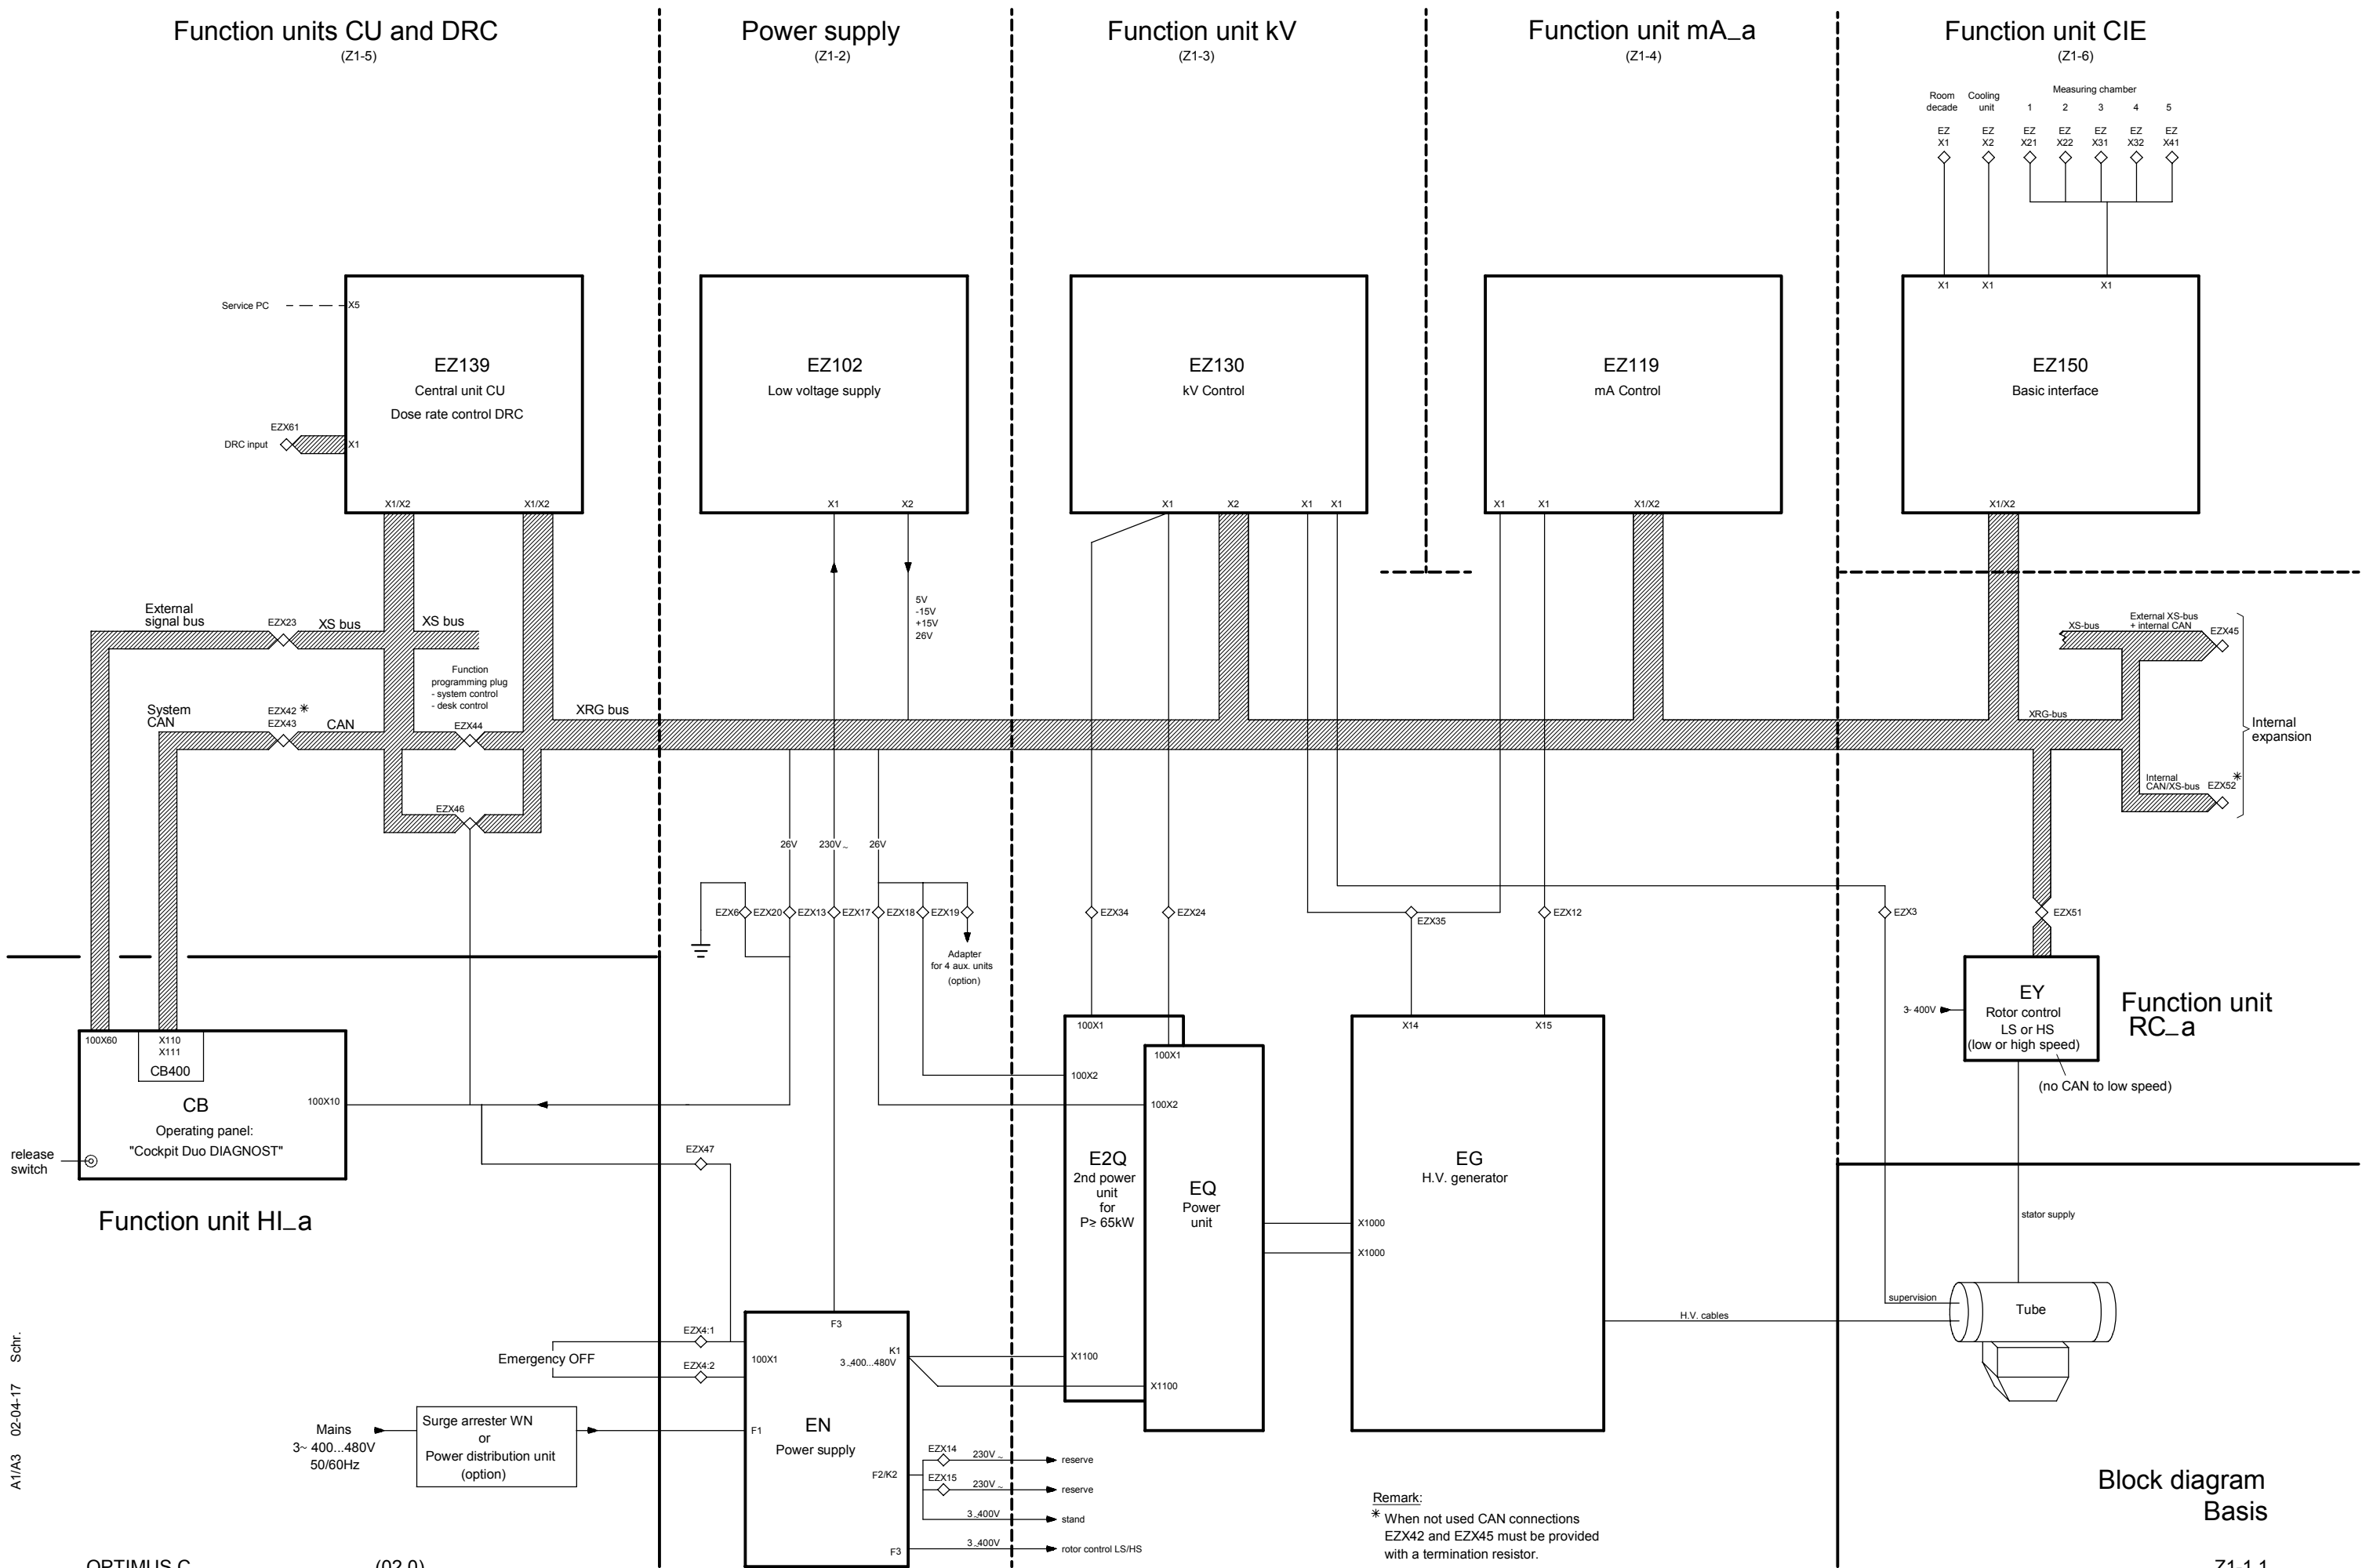 Function units CU and DRC
(Z1-5)
Power supply
(Z1-2)
Function unit kV
(Z1-3)
Function unit mA_a
(Z1-4)
Function unit CIE
(Z1-6)
Room decade
Cooling unit
Measuring chamber
1 2 3 4 5
EZ X1
EZ X2
EZ X21
EZ X22
EZ X31
EZ X32
EZ X41
Service PC
X5
EZ139
Central unit CU
Dose rate control DRC
EZX61
DRC input
X1
X1/X2
X1/X2
EZ102
Low voltage supply
X1
X2
EZ130
kV Control
X1
X2
X1
X1
EZ119
mA Control
X1
X1
X1/X2
X1
X1
X1
EZ150
Basic interface
X1/X2
5V
-15V
+15V
26V
External
signal bus
EZX23
XS bus
XS bus
Function
programming plug
- system control
- desk control
System
CAN
EZX42 *
EZX43
CAN
EZX44
XRG bus
EZX46
XS-bus
External XS-bus
+ internal CAN
EZX45
XRG-bus
Internal
expansion
Internal
CAN/XS-bus
EZX52
*
26V
230V ~
26V
EZX6
EZX20
EZX13
EZX17
EZX18
EZX19
Adapter
for 4 aux. units
(option)
EZX34
EZX24
EZX35
EZX12
EZX3
EZX51
100X60
X110
X111
CB400
CB
100X10
Operating panel:
"Cockpit Duo DIAGNOST"
release
switch
Function unit HI_a
EZX47
100X1
100X2
E2Q
2nd power
unit
for
P≥ 65kW
X1100
100X1
100X2
EQ
Power
unit
X1100
X14
X15
EG
H.V. generator
X1000
X1000
3~400V
EY
Rotor control
LS or HS
(low or high speed)
Function unit
RC_a
(no CAN to low speed)
stator supply
supervision
Tube
H.V. cables
EZX4:1
Emergency OFF
EZX4:2
F3
100X1
K1
3~400...480V
F1
EN
Power supply
F2/K2
F3
Mains
3~ 400...480V
50/60Hz
Surge arrester WN
or
Power distribution unit
(option)
EZX14
230V ~
reserve
EZX15
230V ~
reserve
3~400V
stand
3~400V
rotor control LS/HS
Remark:
* When not used CAN connections
EZX42 and EZX45 must be provided
with a termination resistor.
Block diagram
Basis
Z1-1.1
A1/A3 02-04-17 Schr.
OPTIMUS C
(02.0)